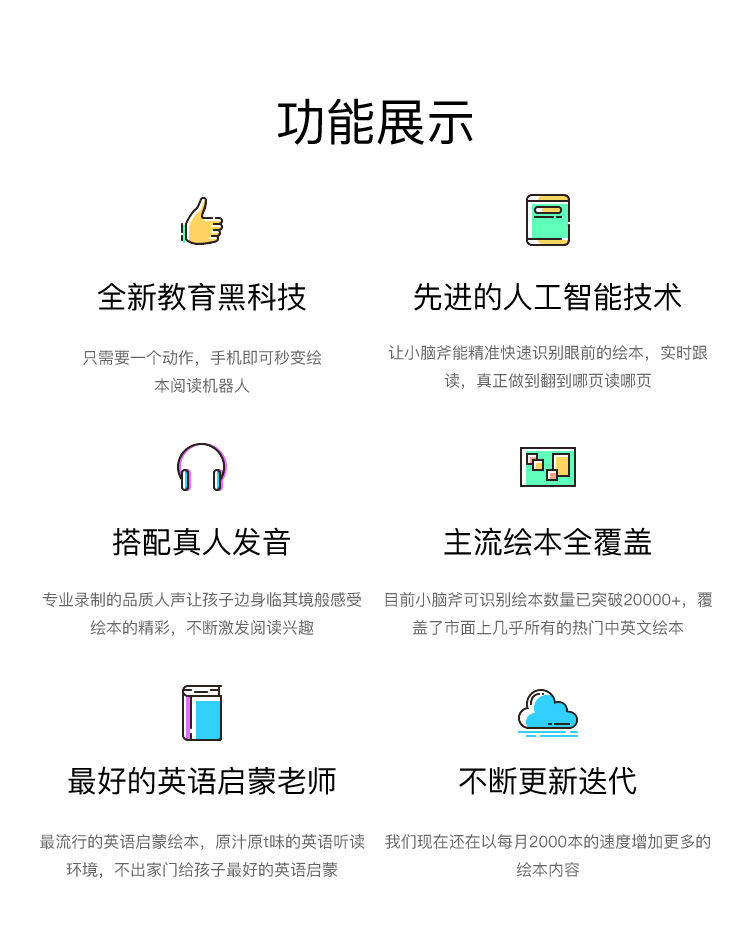 功能展示
全新教育黑科技
只需要一个动作，手机即可秒变绘
本阅读机器人
先进的人工智能技术
让小脑斧能精准快速识别眼前的绘本，实时跟
读，真正做到翻到哪页读哪页
搭配真人发音
专业录制的品质人声让孩子边身临其境般感受
绘本的精彩，不断激发阅读兴趣
主流绘本全覆盖
目前小脑斧可识别绘本数量已突破20000+，覆
盖了市面上几乎所有的热门中英文绘本
最好的英语启蒙老师
最流行的英语启蒙绘本，原汁原t味的英语听读
环境，不出家门给孩子最好的英语启蒙
不断更新迭代
我们现在还在以每月2000本的速度增加更多的
绘本内容